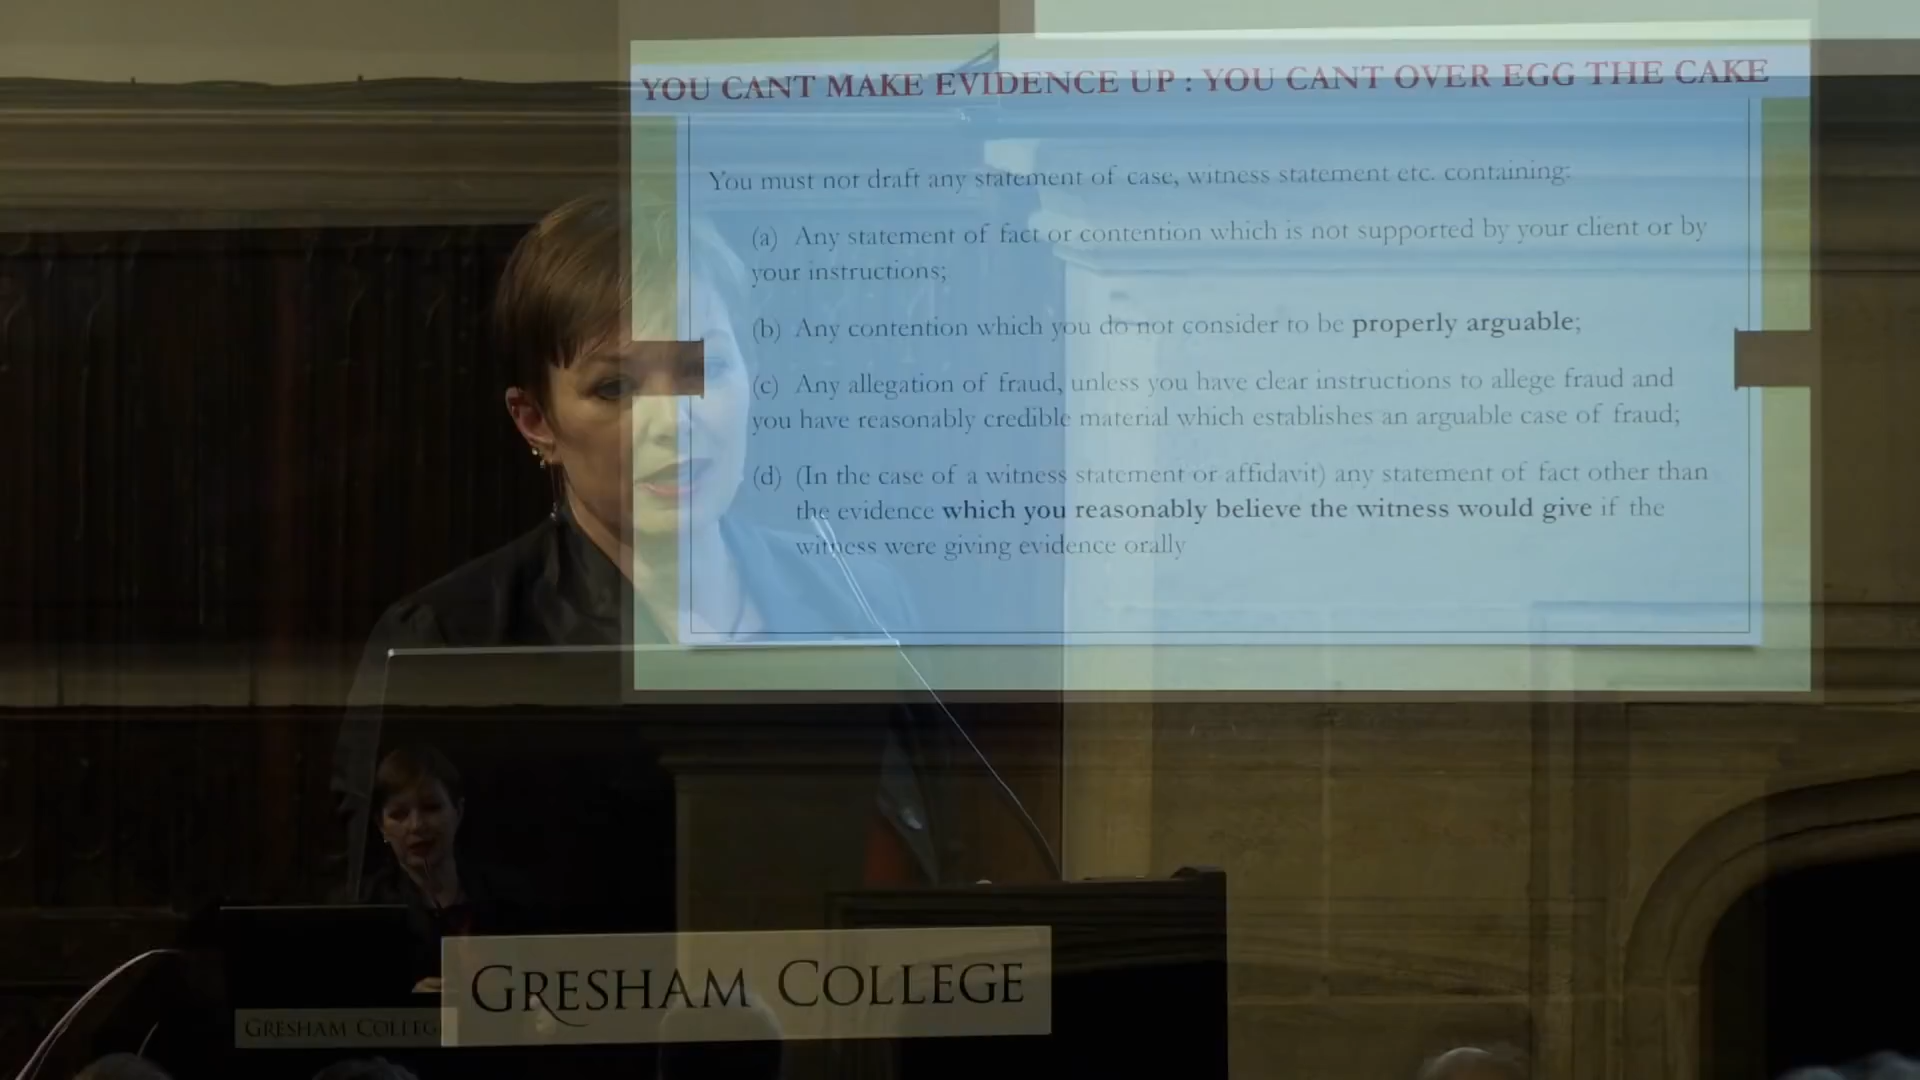 YOU CANT MAKE EVIDENCE UP : YOU CANT OVER EGG THE CAKE
You must not draft any statement of case, witness statement etc. containing:
(a) Any statement of fact or contention which is not supported by your client or by
your instructions;
(b) Any contention which you do not consider to be properly arguable;
(c) Any allegation of fraud, unless you have clear instructions to allege fraud and
you have reasonably credible material which establishes an arguable case of fraud;
(d) (In the case of a witness statement or affidavit) any statement of fact other than
the evidence which you reasonably believe the witness would give if the
witness were giving evidence orally
GRESHAM COLLEGE
GRESHAM COLLEG